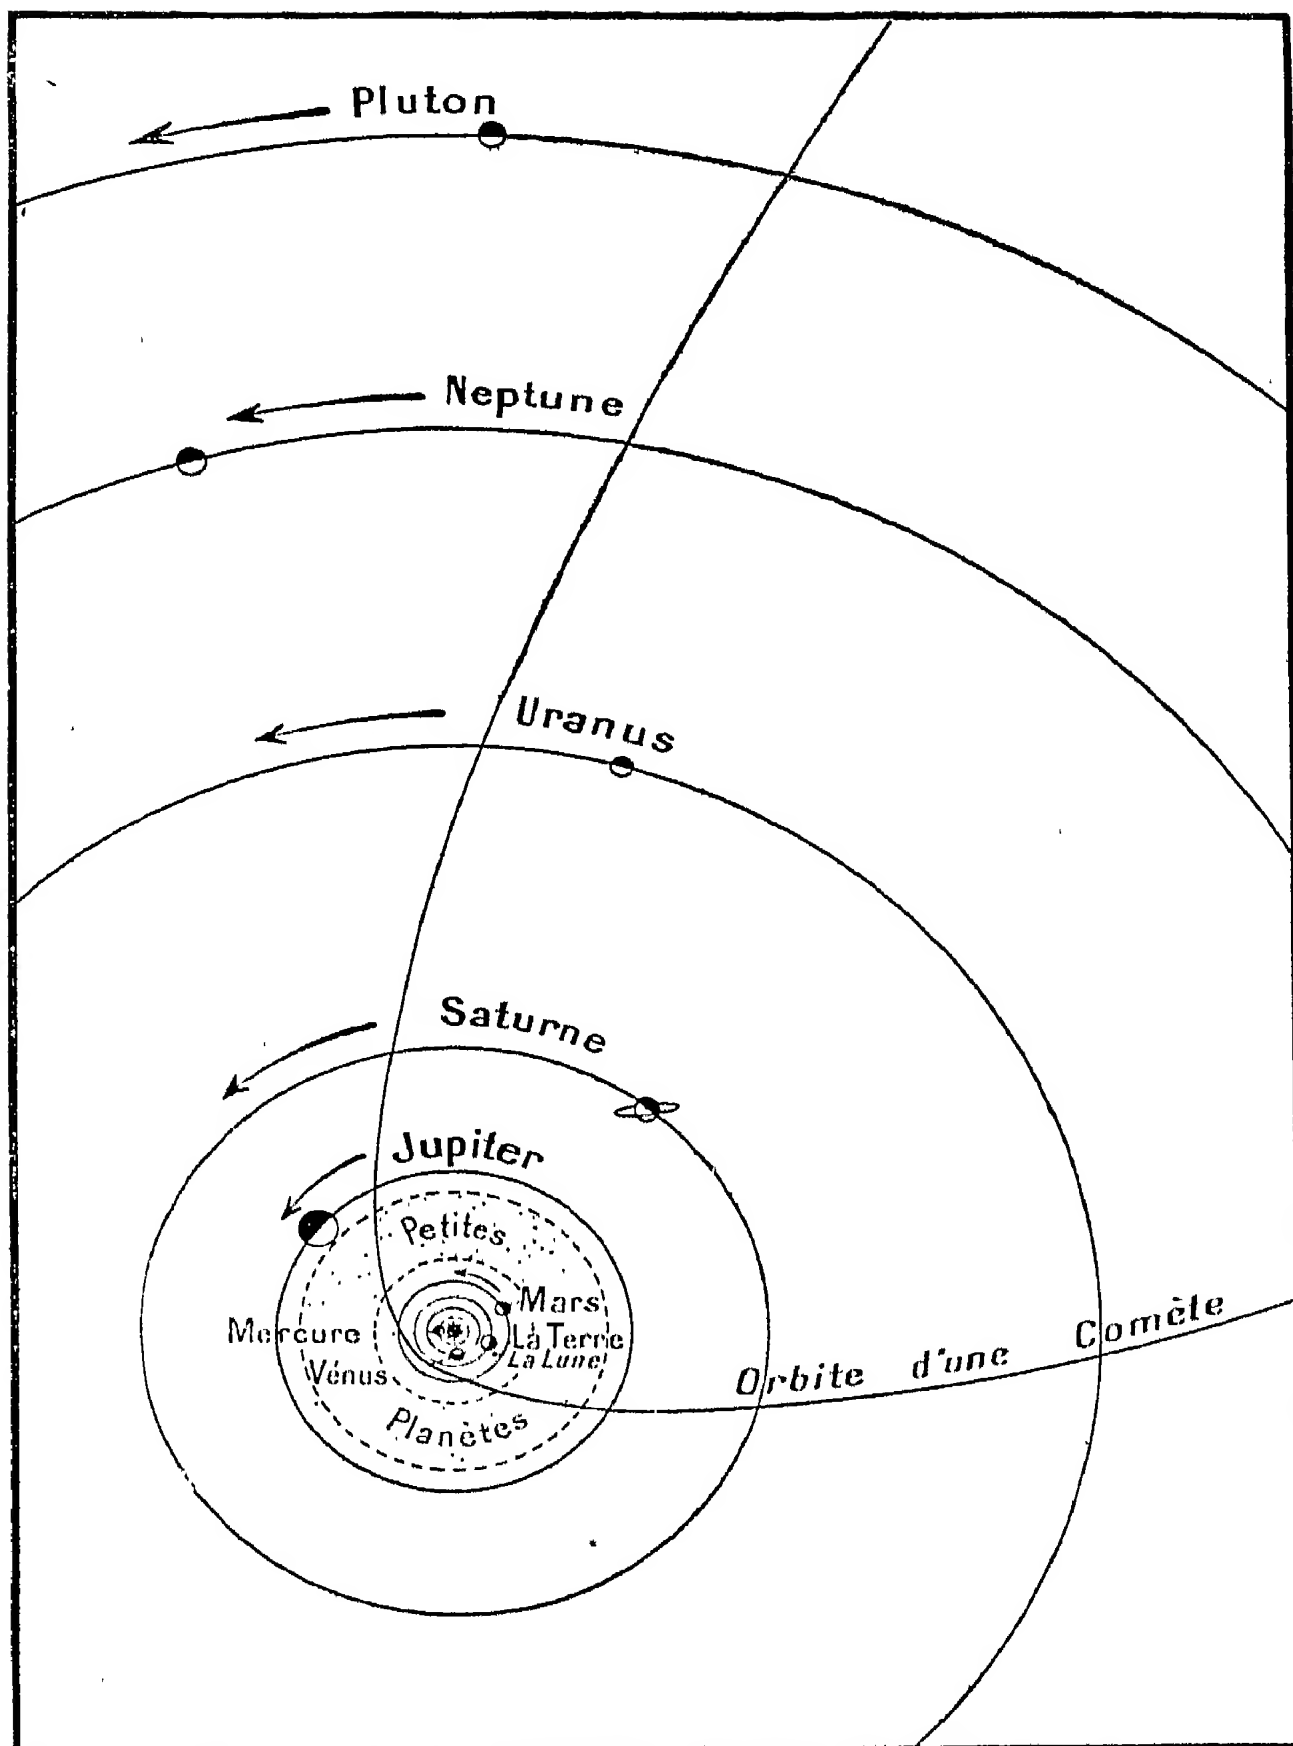 Pluton
Neptune
Uranus
Saturne
Jupiter
Petites
Mars
Mercure
La Terre
La Lune
Vénus
Orbite d'une Comète
Planètes